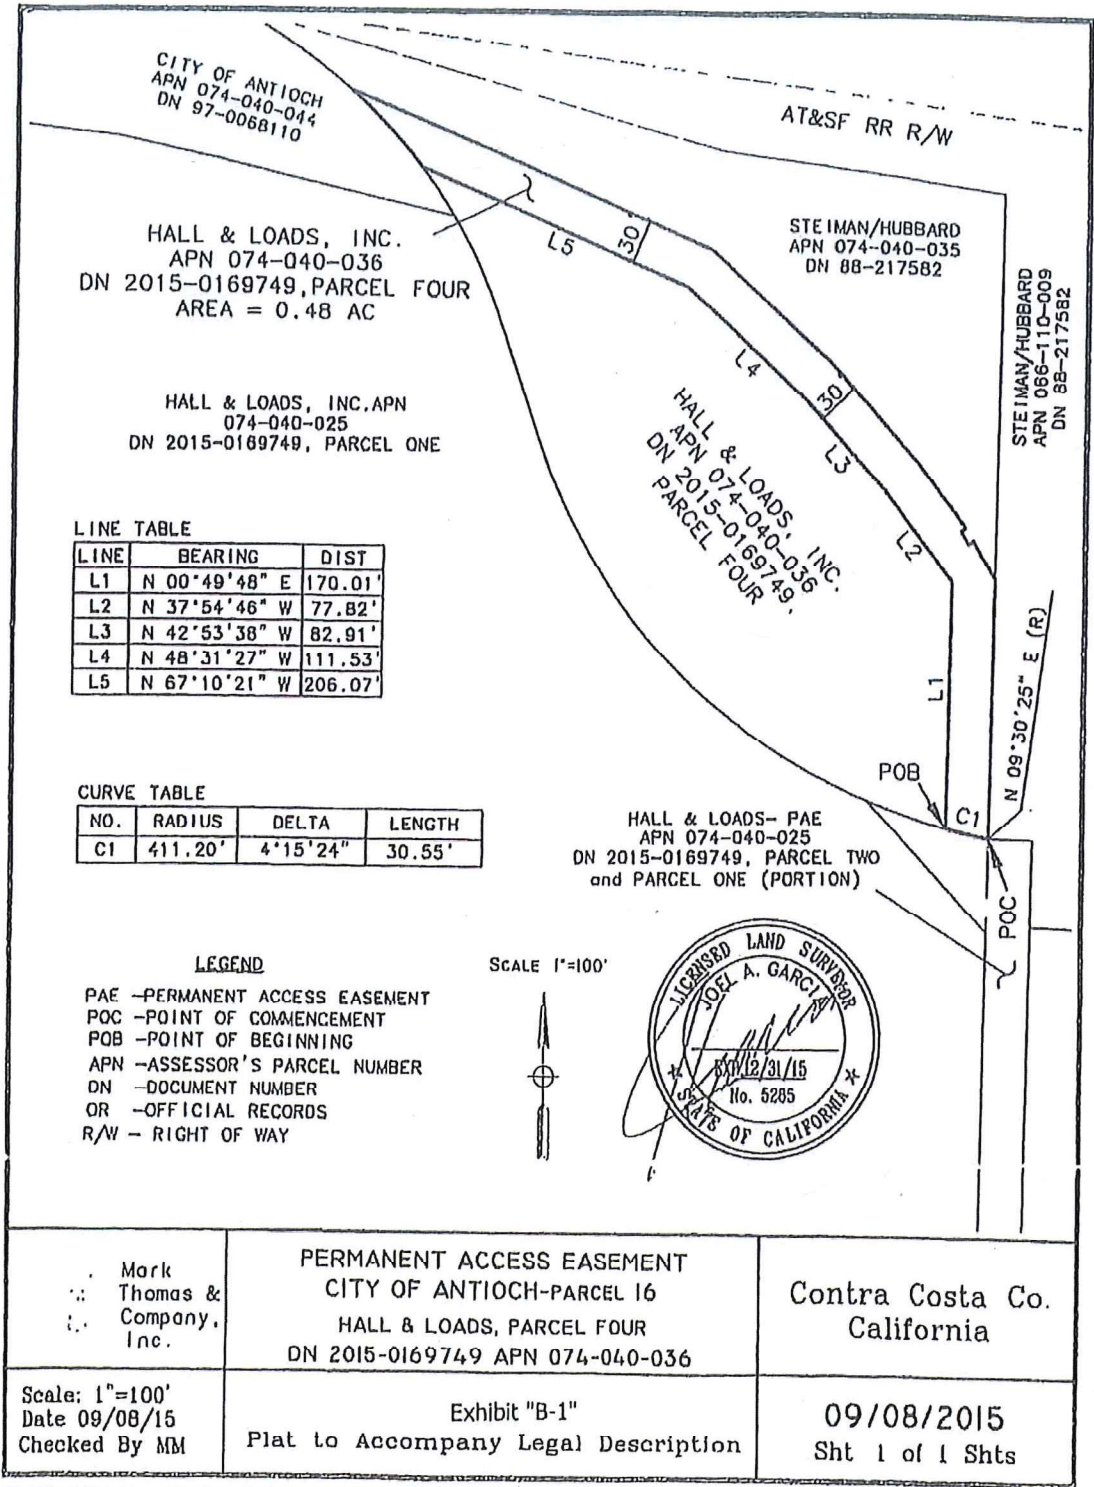 CITY OF ANTIOCH
APN 074-040-044
DN 97-0068110
AT&SF RR R/W
HALL & LOADS, INC.
APN 074-040-036
DN 2015-0169749, PARCEL FOUR
AREA = 0.48 AC
L5
30
STEIMAN/HUBBARD
APN 074-040-035
DN 88-217582
STEIMAN/HUBBARD
APN 066-110-009
DN 88-217582
L4
30
L3
HALL & LOADS, INC.APN
074-040-025
DN 2015-0169749, PARCEL ONE
HALL & LOADS, INC.
APN 074-040-036
DN 2015-0169749,
PARCEL FOUR
L2
LINE TABLE
LINE BEARING DIST
L1 N 00°49'48" E 170.01'
L2 N 37°54'46" W 77.82'
L3 N 42°53'38" W 82.91'
L4 N 48°31'27" W 111.53'
L5 N 67°10'21" W 206.07'
L1
N 09°30'25" E (R)
POB
C1
POC
CURVE TABLE
NO. RADIUS DELTA LENGTH
C1 411.20' 4°15'24" 30.55'
HALL & LOADS- PAE
APN 074-040-025
DN 2015-0169749, PARCEL TWO
and PARCEL ONE (PORTION)
LEGEND
PAE -PERMANENT ACCESS EASEMENT
POC -POINT OF COMMENCEMENT
POB -POINT OF BEGINNING
APN -ASSESSOR'S PARCEL NUMBER
DN -DOCUMENT NUMBER
OR -OFFICIAL RECORDS
R/W - RIGHT OF WAY
SCALE 1"=100'
LICENSED LAND SURVEYOR
JOEL A. GARCIA
EXP. 12/31/15
No. 5285
STATE OF CALIFORNIA
Mark
Thomas &
Company,
Inc.
PERMANENT ACCESS EASEMENT
CITY OF ANTIOCH-PARCEL 16
HALL & LOADS, PARCEL FOUR
DN 2015-0169749 APN 074-040-036
Contra Costa Co.
California
Scale: 1"=100'
Date 09/08/15
Checked By MM
Exhibit "B-1"
Plat to Accompany Legal Description
09/08/2015
Sht 1 of 1 Shts